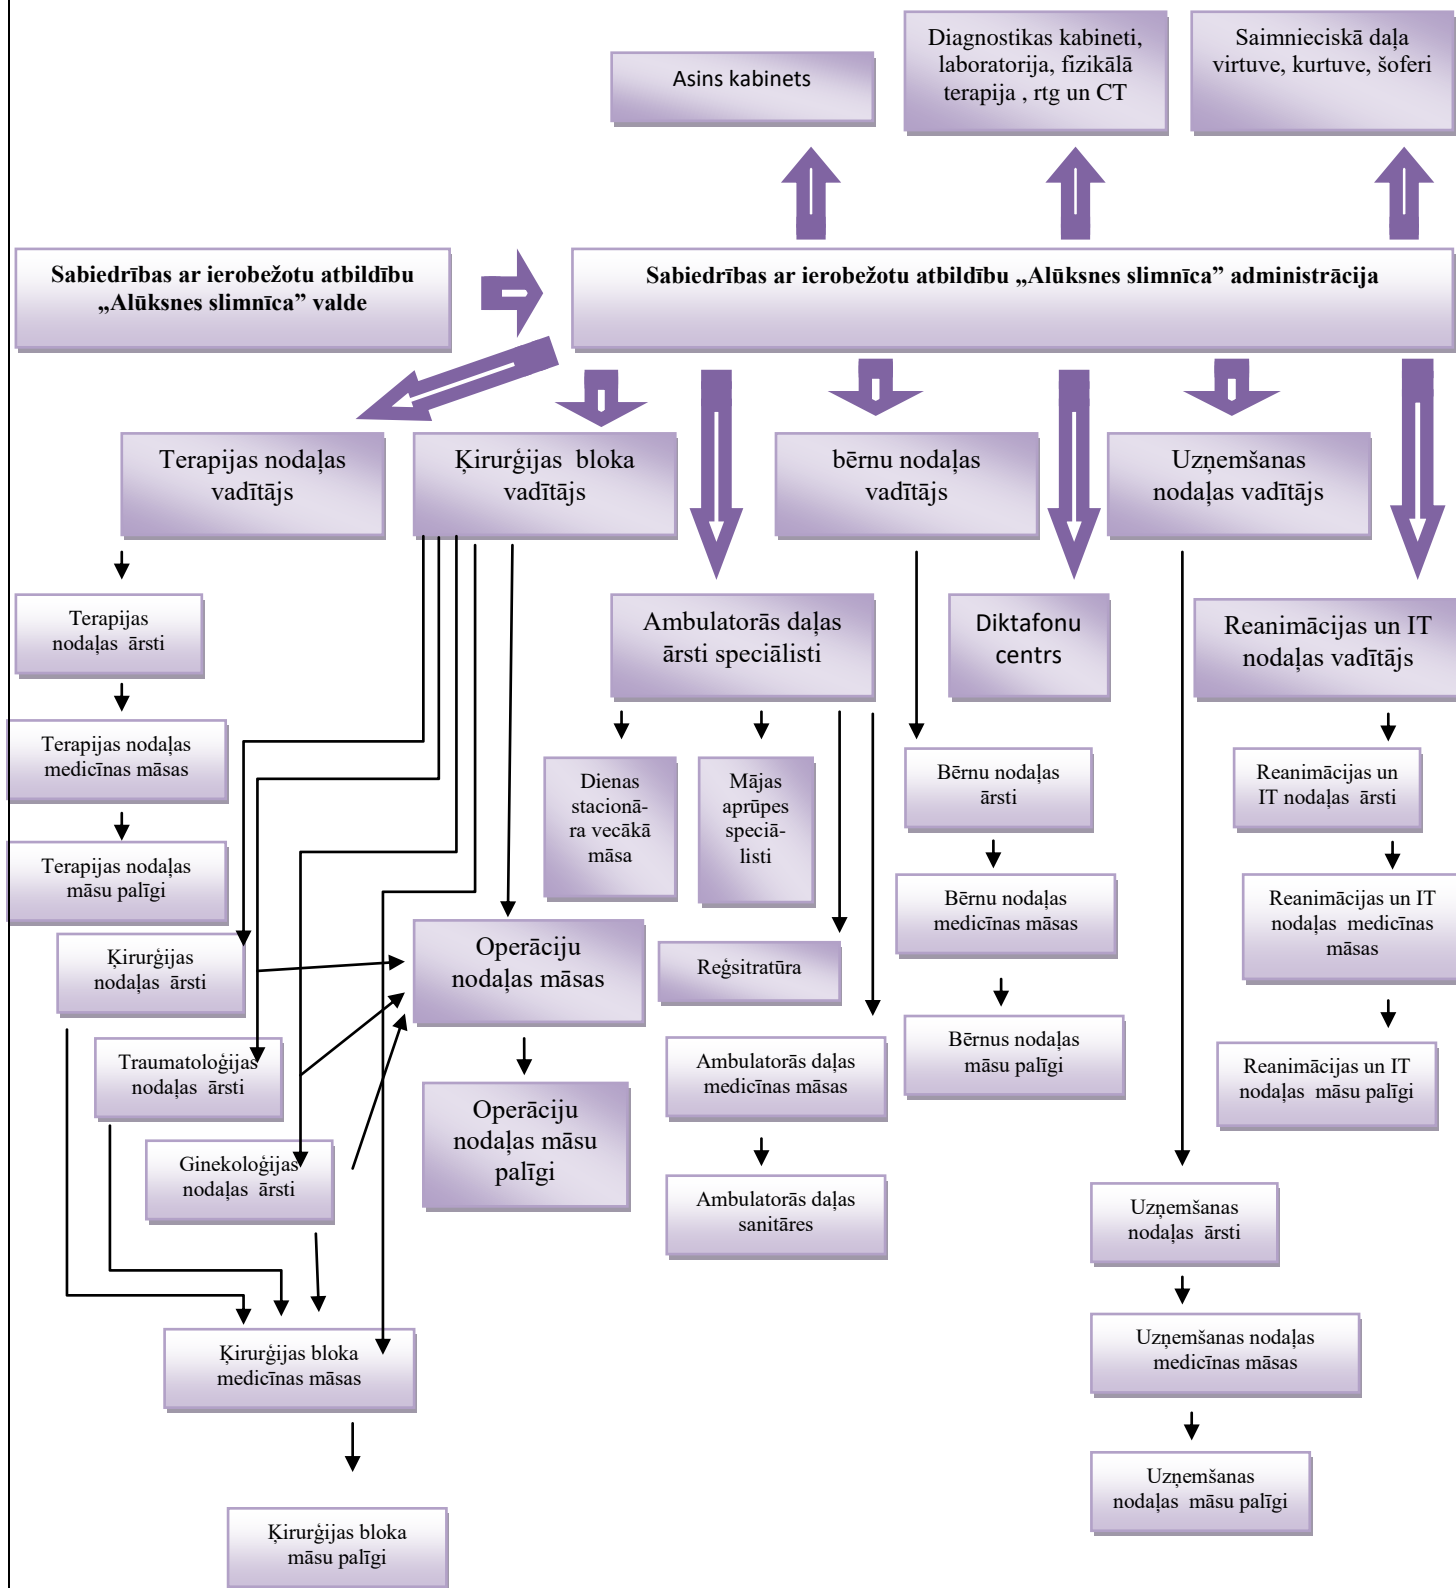 Asins kabinets
Diagnostikas kabineti,
laboratorija, fizikālā
terapija , rtg un CT
Saimnieciskā daļa
virtuve, kurtuve, šoferi
Sabiedrības ar ierobežotu atbildību
„Alūksnes slimnīca” valde
Sabiedrības ar ierobežotu atbildību „Alūksnes slimnīca” administrācija
Terapijas nodaļas
vadītājs
Ķirurģijas bloka
vadītājs
bērnu nodaļas
vadītājs
Uzņemšanas
nodaļas vadītājs
Terapijas
nodaļas ārsti
Ambulatorās daļas
ārsti speciālisti
Diktafonu
centrs
Reanimācijas un IT
nodaļas vadītājs
Terapijas nodaļas
medicīnas māsas
Dienas
stacionā-
ra vecākā
māsa
Mājas
aprūpes
speciā-
listi
Bērnu nodaļas
ārsti
Reanimācijas un
IT nodaļas ārsti
Terapijas nodaļas
māsu palīgi
Bērnu nodaļas
medicīnas māsas
Reanimācijas un IT
nodaļas medicīnas
māsas
Ķirurģijas
nodaļas ārsti
Operāciju
nodaļas māsas
Reģsitratūra
Bērnus nodaļas
māsu palīgi
Traumatoloģijas
nodaļas ārsti
Ambulatorās daļas
medicīnas māsas
Reanimācijas un IT
nodaļas māsu palīgi
Operāciju
nodaļas māsu
palīgi
Ginekoloģijas
nodaļas ārsti
Ambulatorās daļas
sanitāres
Uzņemšanas
nodaļas ārsti
Ķirurģijas bloka
medicīnas māsas
Uzņemšanas nodaļas
medicīnas māsas
Uzņemšanas
nodaļas māsu palīgi
Ķirurģijas bloka
māsu palīgi